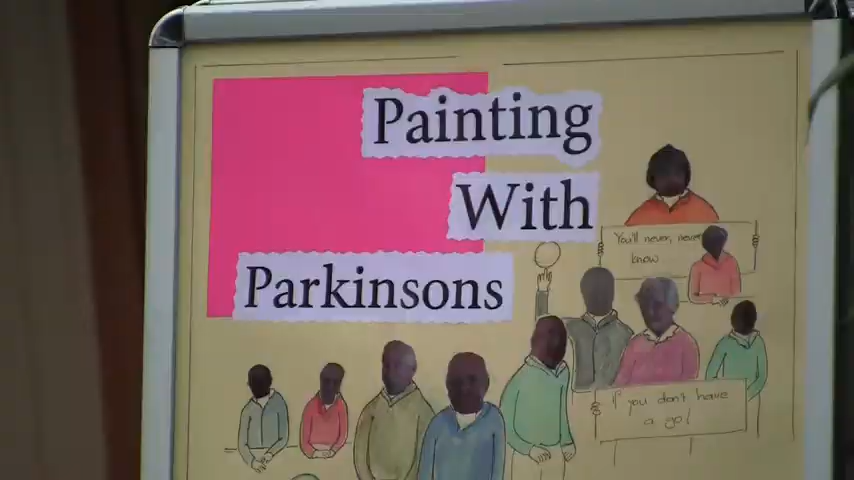 Painting
With
Parkinsons
You'll never, never
know
if you don't have
a go!